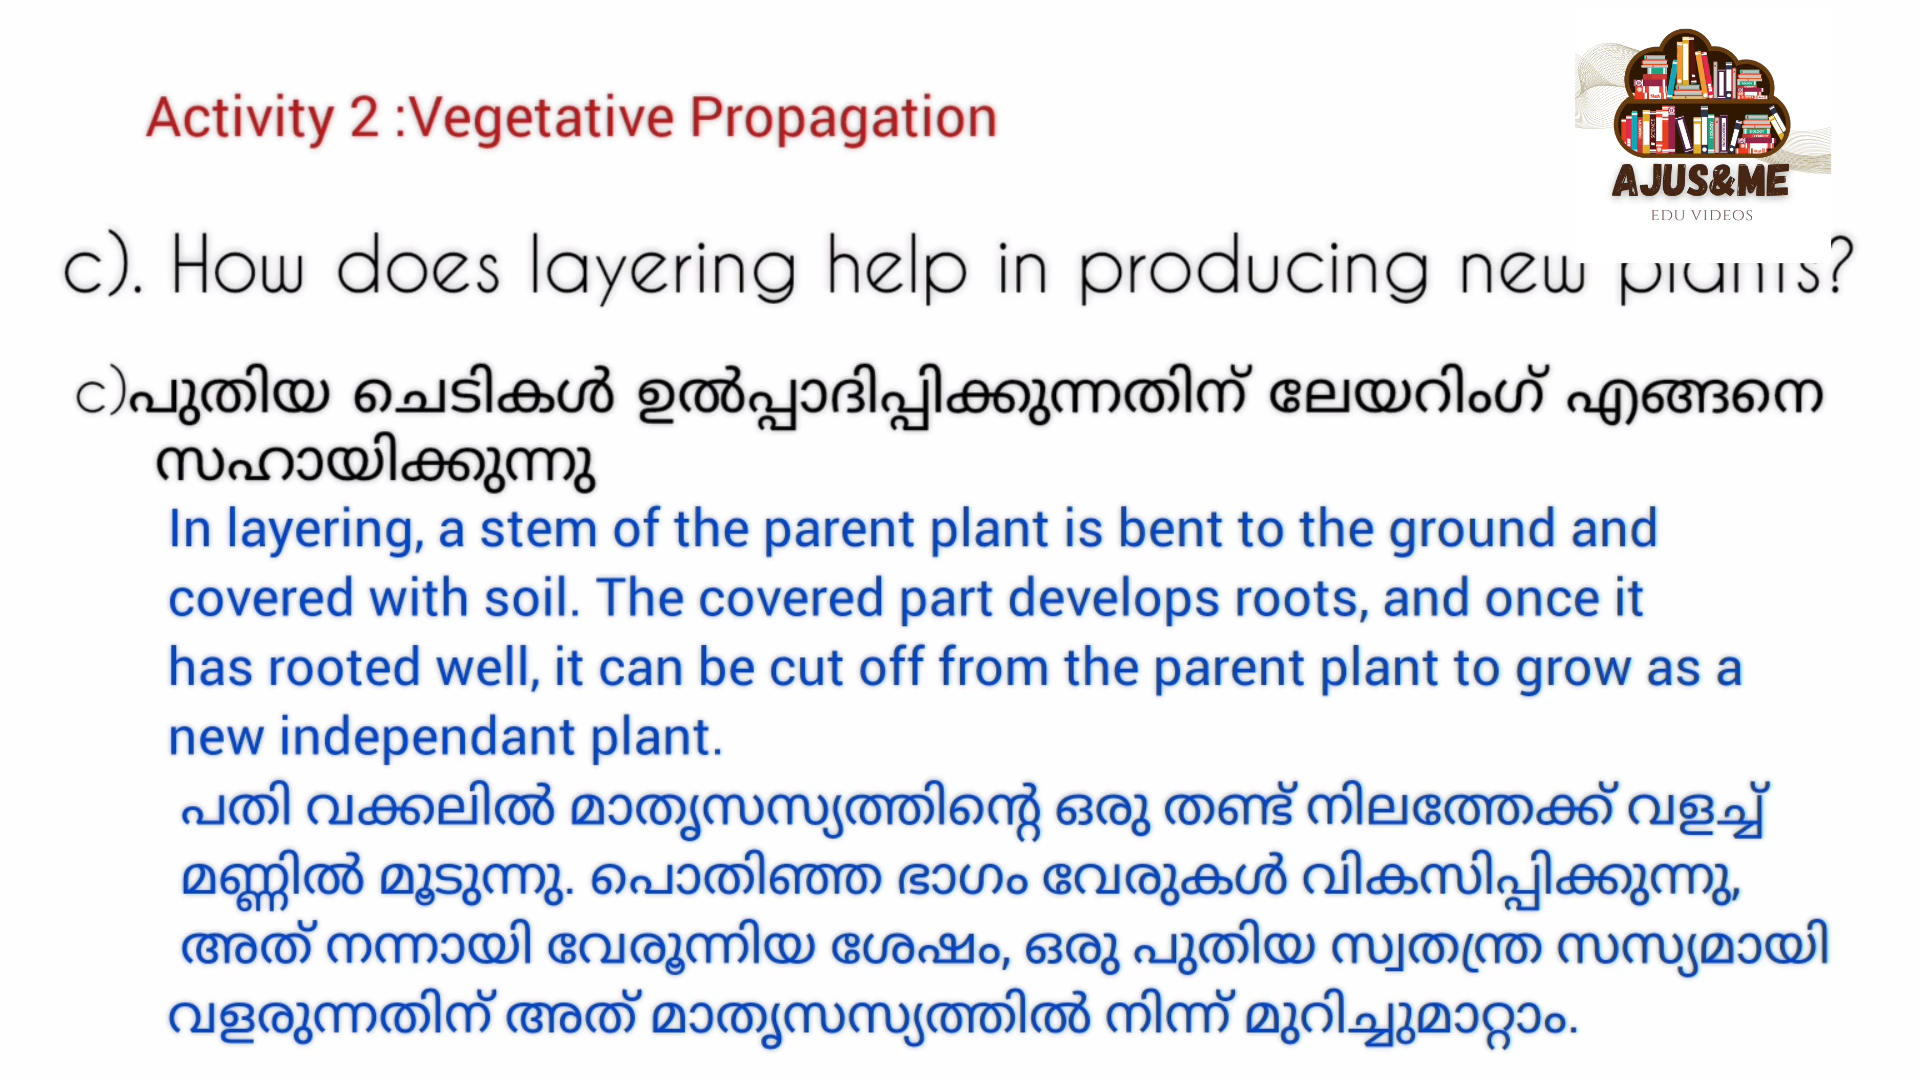 Activity 2 :Vegetative Propagation
AJUS&ME
EDU VIDEOS
c). How does layering help in producing new plants?
c)പുതിയ ചെടികൾ ഉൽപ്പാദിപ്പിക്കുന്നതിന് ലേയറിംഗ് എങ്ങനെ
സഹായിക്കുന്നു
In layering, a stem of the parent plant is bent to the ground and
covered with soil. The covered part develops roots, and once it
has rooted well, it can be cut off from the parent plant to grow as a
new independant plant.
പതി വക്കലിൽ മാതൃസസ്യത്തിന്റെ ഒരു തണ്ട് നിലത്തേക്ക് വളച്ച്
മണ്ണിൽ മൂടുന്നു. പൊതിഞ്ഞ ഭാഗം വേരുകൾ വികസിപ്പിക്കുന്നു,
അത് നന്നായി വേരൂന്നിയ ശേഷം, ഒരു പുതിയ സ്വതന്ത്ര സസ്യമായി
വളരുന്നതിന് അത് മാതൃസസ്യത്തിൽ നിന്ന് മുറിച്ചുമാറ്റാം.